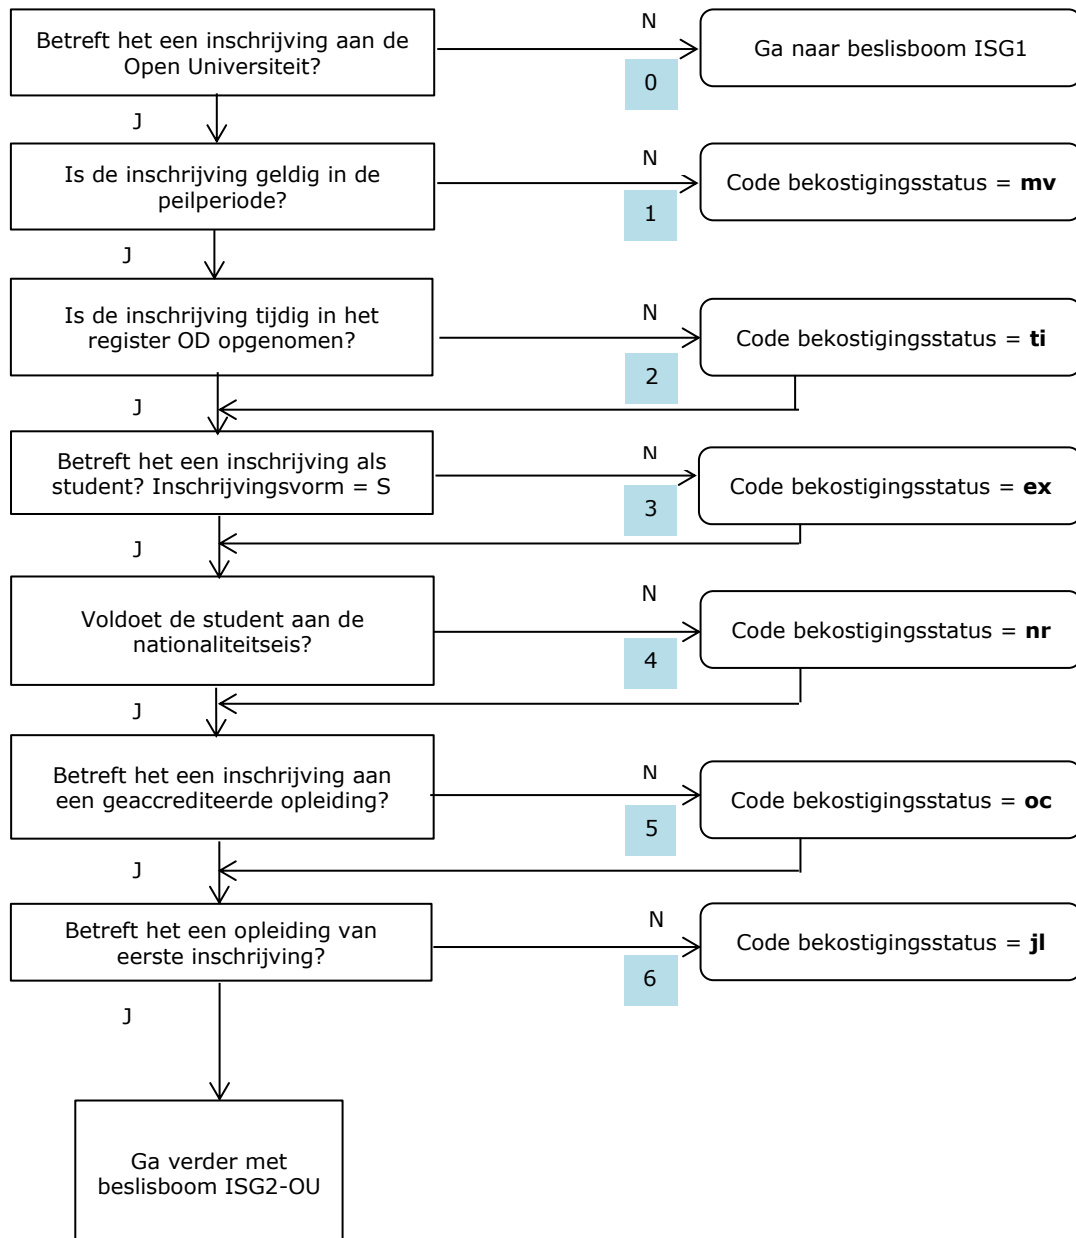 Betreft het een inschrijving aan de
Open Universiteit?
N
0
Ga naar beslisboom ISG1
J
Is de inschrijving geldig in de
peilperiode?
N
1
Code bekostigingsstatus = mv
J
Is de inschrijving tijdig in het
register OD opgenomen?
N
2
Code bekostigingsstatus = ti
J
Betreft het een inschrijving als
student? Inschrijvingsvorm = S
N
3
Code bekostigingsstatus = ex
J
Voldoet de student aan de
nationaliteitseis?
N
4
Code bekostigingsstatus = nr
J
Betreft het een inschrijving aan
een geaccrediteerde opleiding?
N
5
Code bekostigingsstatus = oc
J
Betreft het een opleiding van
eerste inschrijving?
N
6
Code bekostigingsstatus = jl
J
Ga verder met
beslisboom ISG2-OU